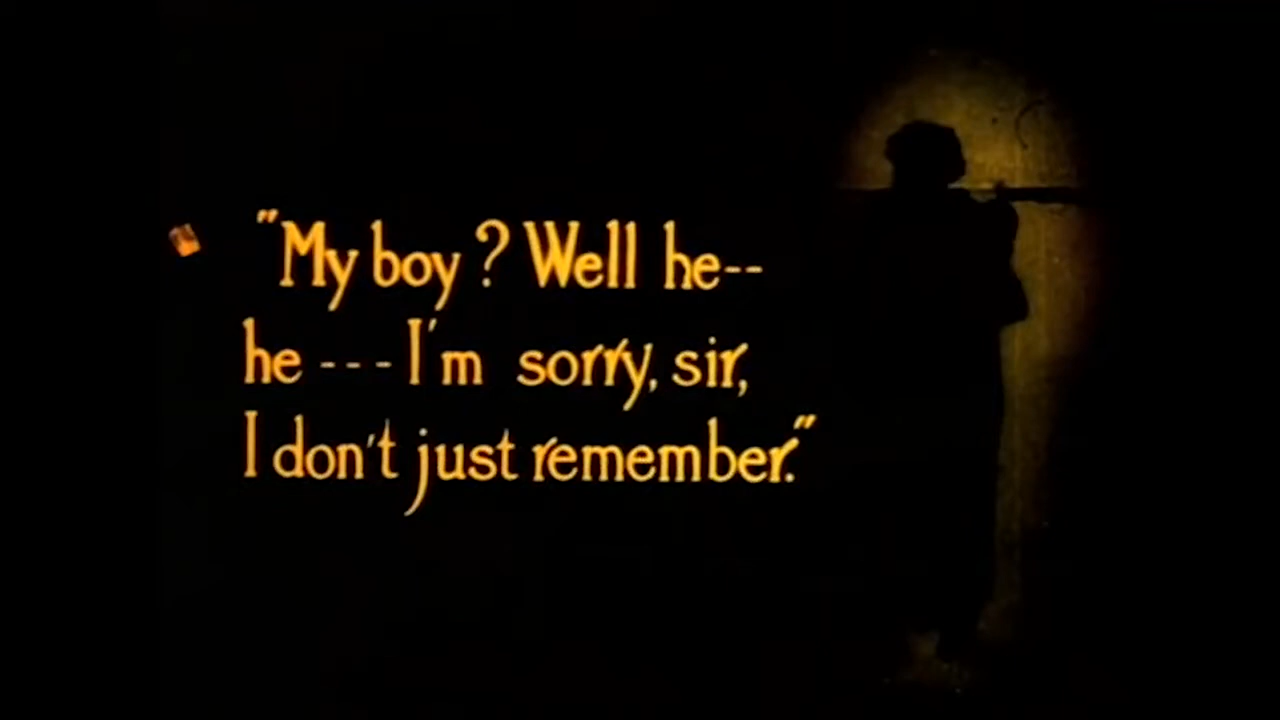 "My boy? Well he--
he --- I'm sorry, sir,
I don't just remember."